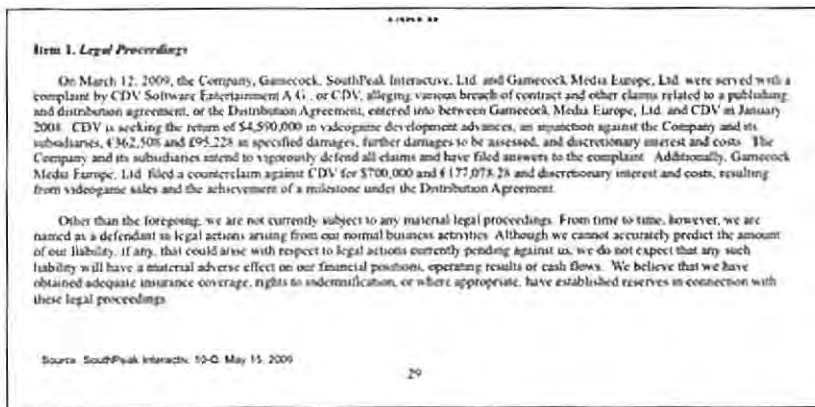 Item 1. Legal Proceedings
On March 12, 2009, the Company, Gamecock, SouthPeak Interactive, Ltd. and Gamecock Media Europe, Ltd. were served with a
complaint by CDV Software Entertainment A.G., or CDV, alleging various breach of contract and other claims related to a publishing
and distribution agreement, or the Distribution Agreement, entered into between Gamecock Media Europe, Ltd. and CDV in January
2008. CDV is seeking the return of $4,590,000 in videogame development advances, an injunction against the Company and its
subsidiaries, €362,508 and £95,228 in specified damages, further damages to be assessed, and discretionary interest and costs. The
Company and its subsidiaries intend to vigorously defend all claims and have filed answers to the complaint. Additionally, Gamecock
Media Europe, Ltd. filed a counterclaim against CDV for $700,000 and €177,078.28 and discretionary interest and costs, resulting
from videogame sales and the achievement of a milestone under the Distribution Agreement.
Other than the foregoing, we are not currently subject to any material legal proceedings. From time to time, however, we are
named as a defendant in legal actions arising from our normal business activities. Although we cannot accurately predict the amount
of our liability, if any, that could arise with respect to legal actions currently pending against us, we do not expect that any such
liability will have a material adverse effect on our financial positions, operating results or cash flows. We believe that we have
obtained adequate insurance coverage, rights to indemnification, or where appropriate, have established reserves in connection with
these legal proceedings.
Source: SouthPeak Interactiv, 10-Q, May 15, 2009
29